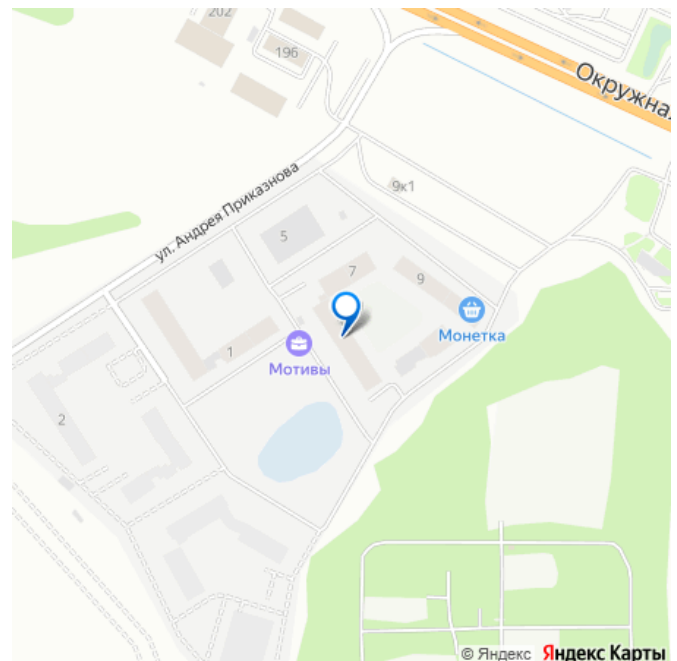 202
196
Окружна
9к1
ул. Андрея Приказнова
5
7
9
Монетка
1
Мотивы
2
© Яндекс Яндекс Карты